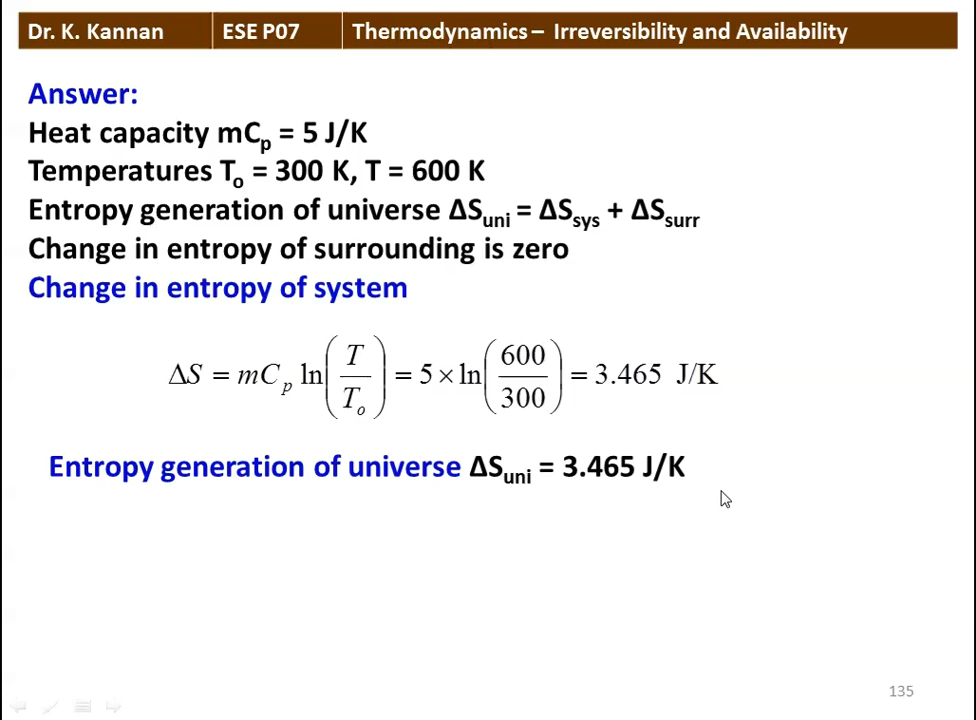 Dr. K. Kannan ESE P07 Thermodynamics – Irreversibility and Availability
Answer:
Heat capacity mCp = 5 J/K
Temperatures To = 300 K, T = 600 K
Entropy generation of universe ΔSuni = ΔSsys + ΔSsurr
Change in entropy of surrounding is zero
Change in entropy of system
ΔS = mCp ln(T/To) = 5 × ln(600/300) = 3.465 J/K
Entropy generation of universe ΔSuni = 3.465 J/K
135